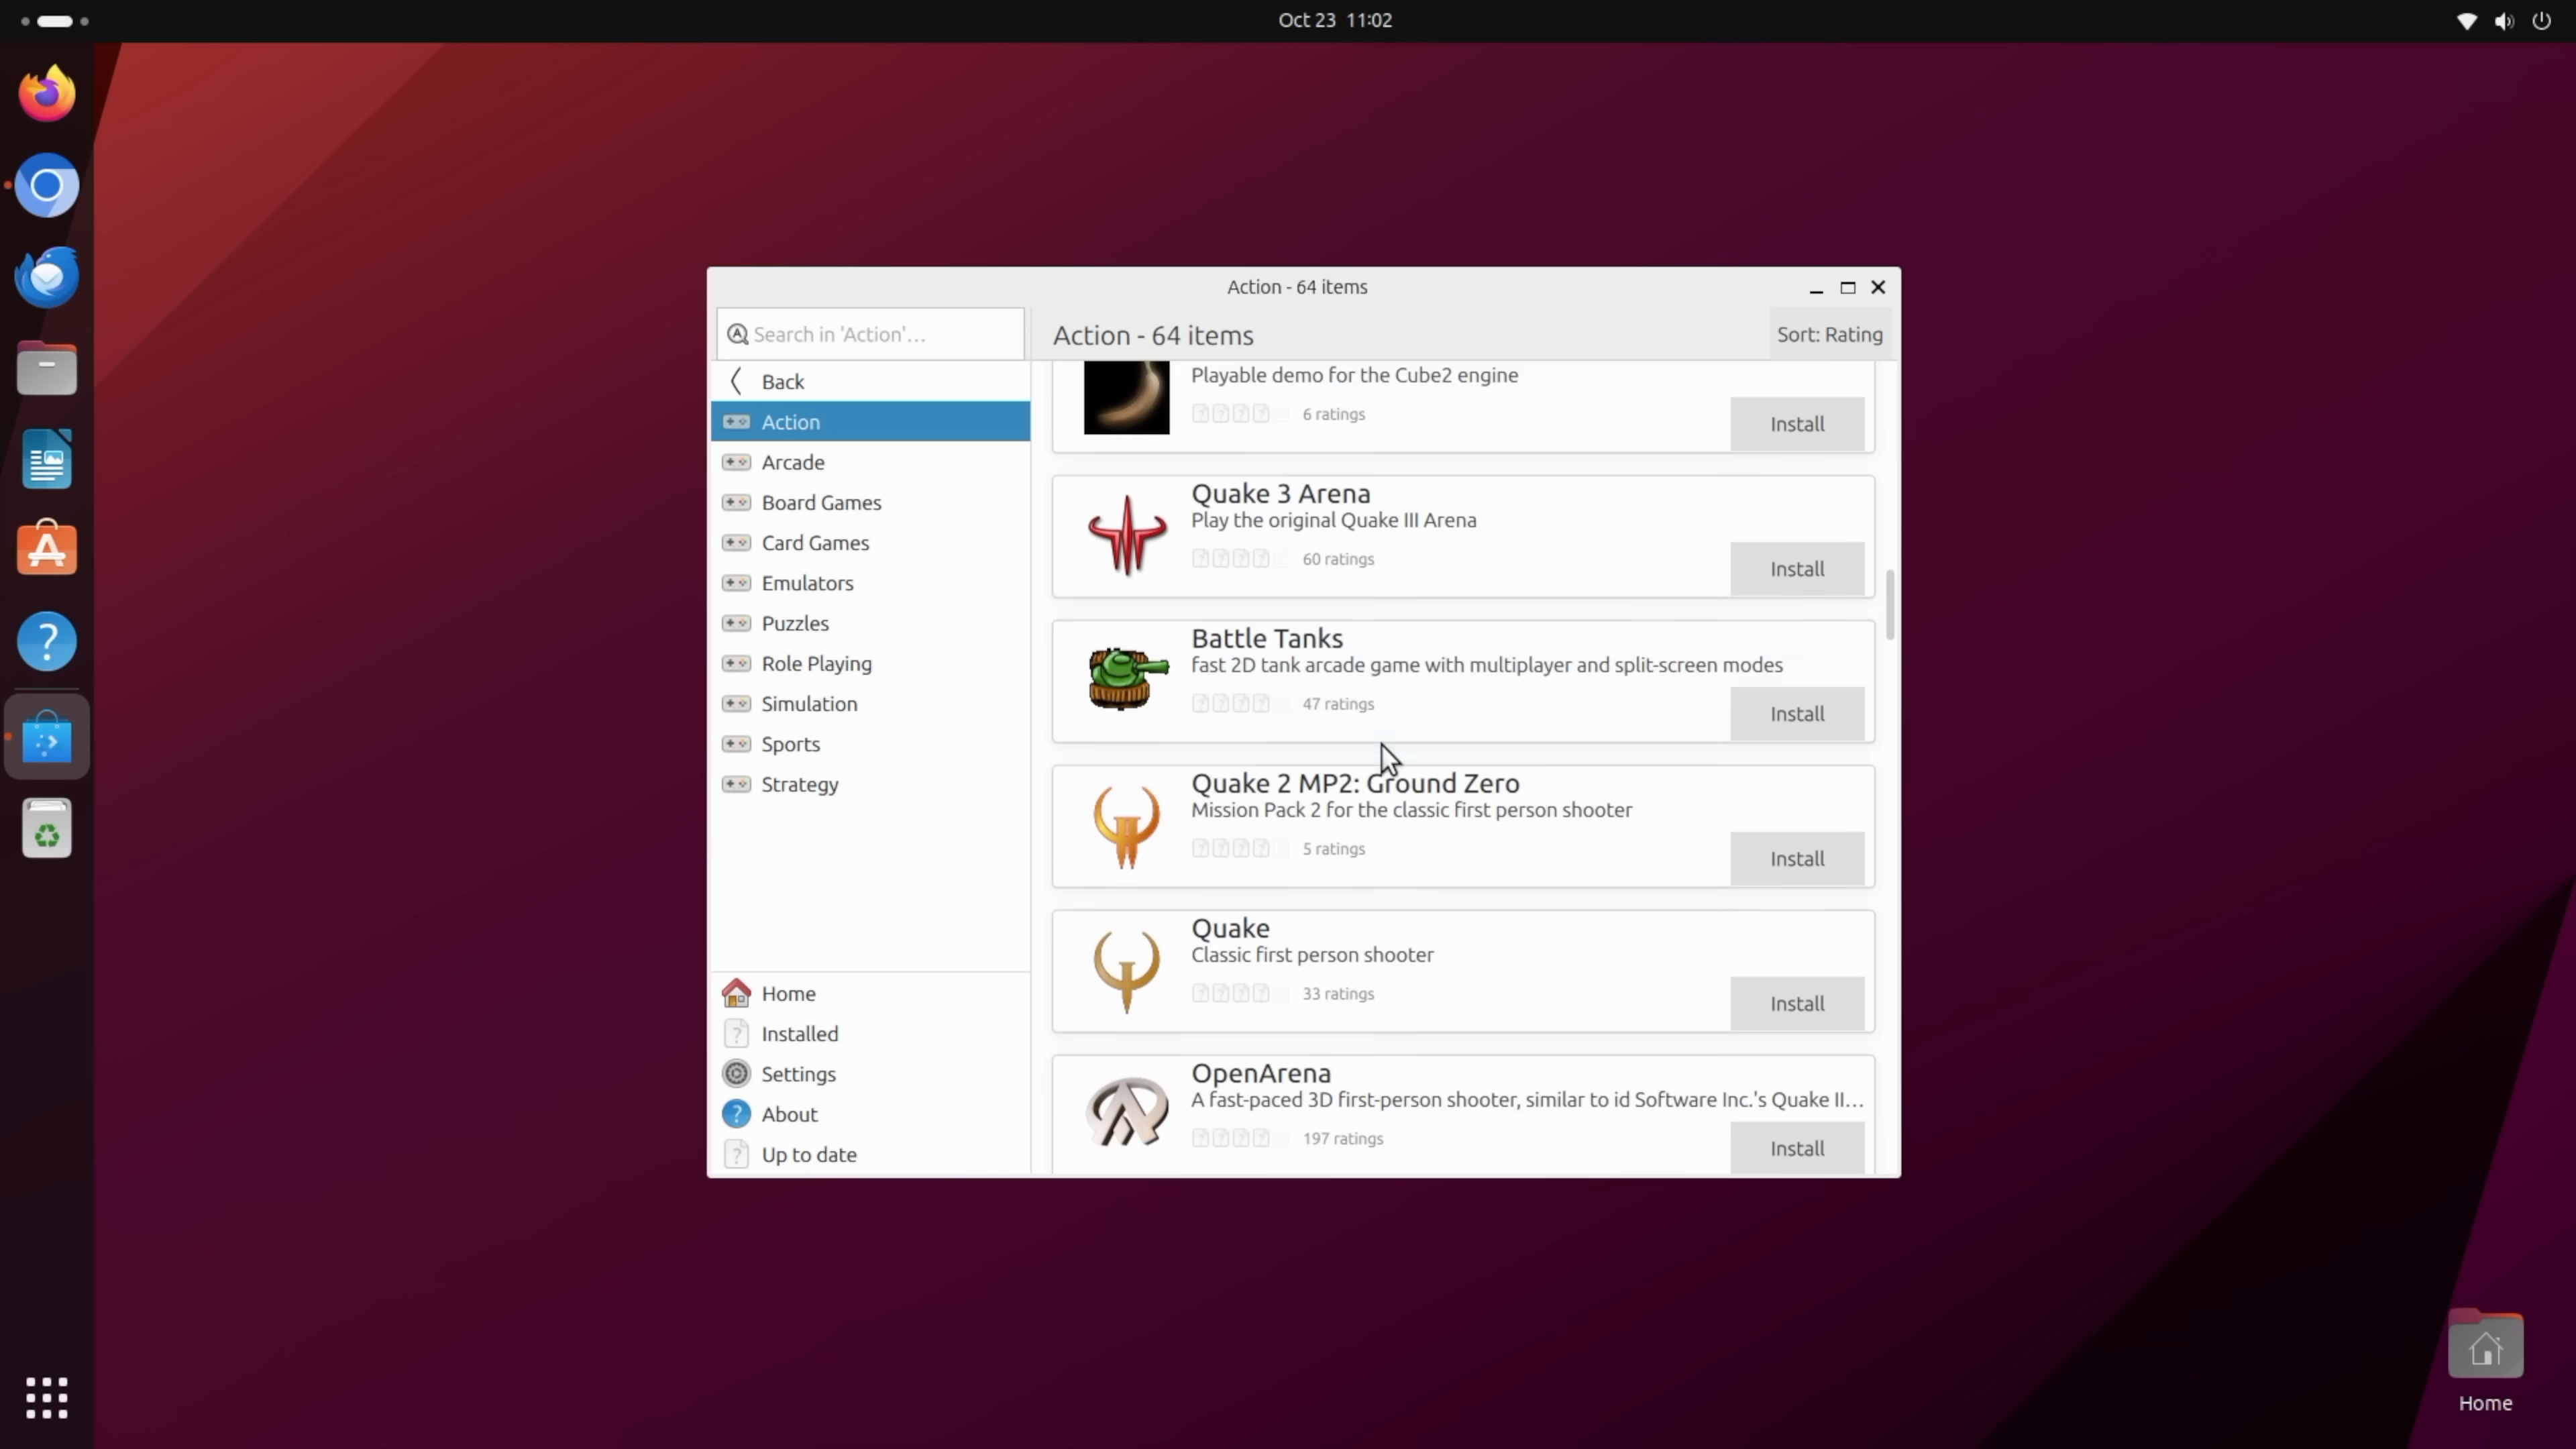 Oct 23 11:02
Action - 64 items
Search in 'Action'...
Action - 64 items
Sort: Rating
Back
Action
Arcade
Board Games
Card Games
Emulators
Puzzles
Role Playing
Simulation
Sports
Strategy
Home
Installed
Settings
About
Up to date
Playable demo for the Cube2 engine
6 ratings
Install
Quake 3 Arena
Play the original Quake III Arena
60 ratings
Install
Battle Tanks
fast 2D tank arcade game with multiplayer and split-screen modes
47 ratings
Install
Quake 2 MP2: Ground Zero
Mission Pack 2 for the classic first person shooter
5 ratings
Install
Quake
Classic first person shooter
33 ratings
Install
OpenArena
A fast-paced 3D first-person shooter, similar to id Software Inc.'s Quake II...
197 ratings
Install
Home